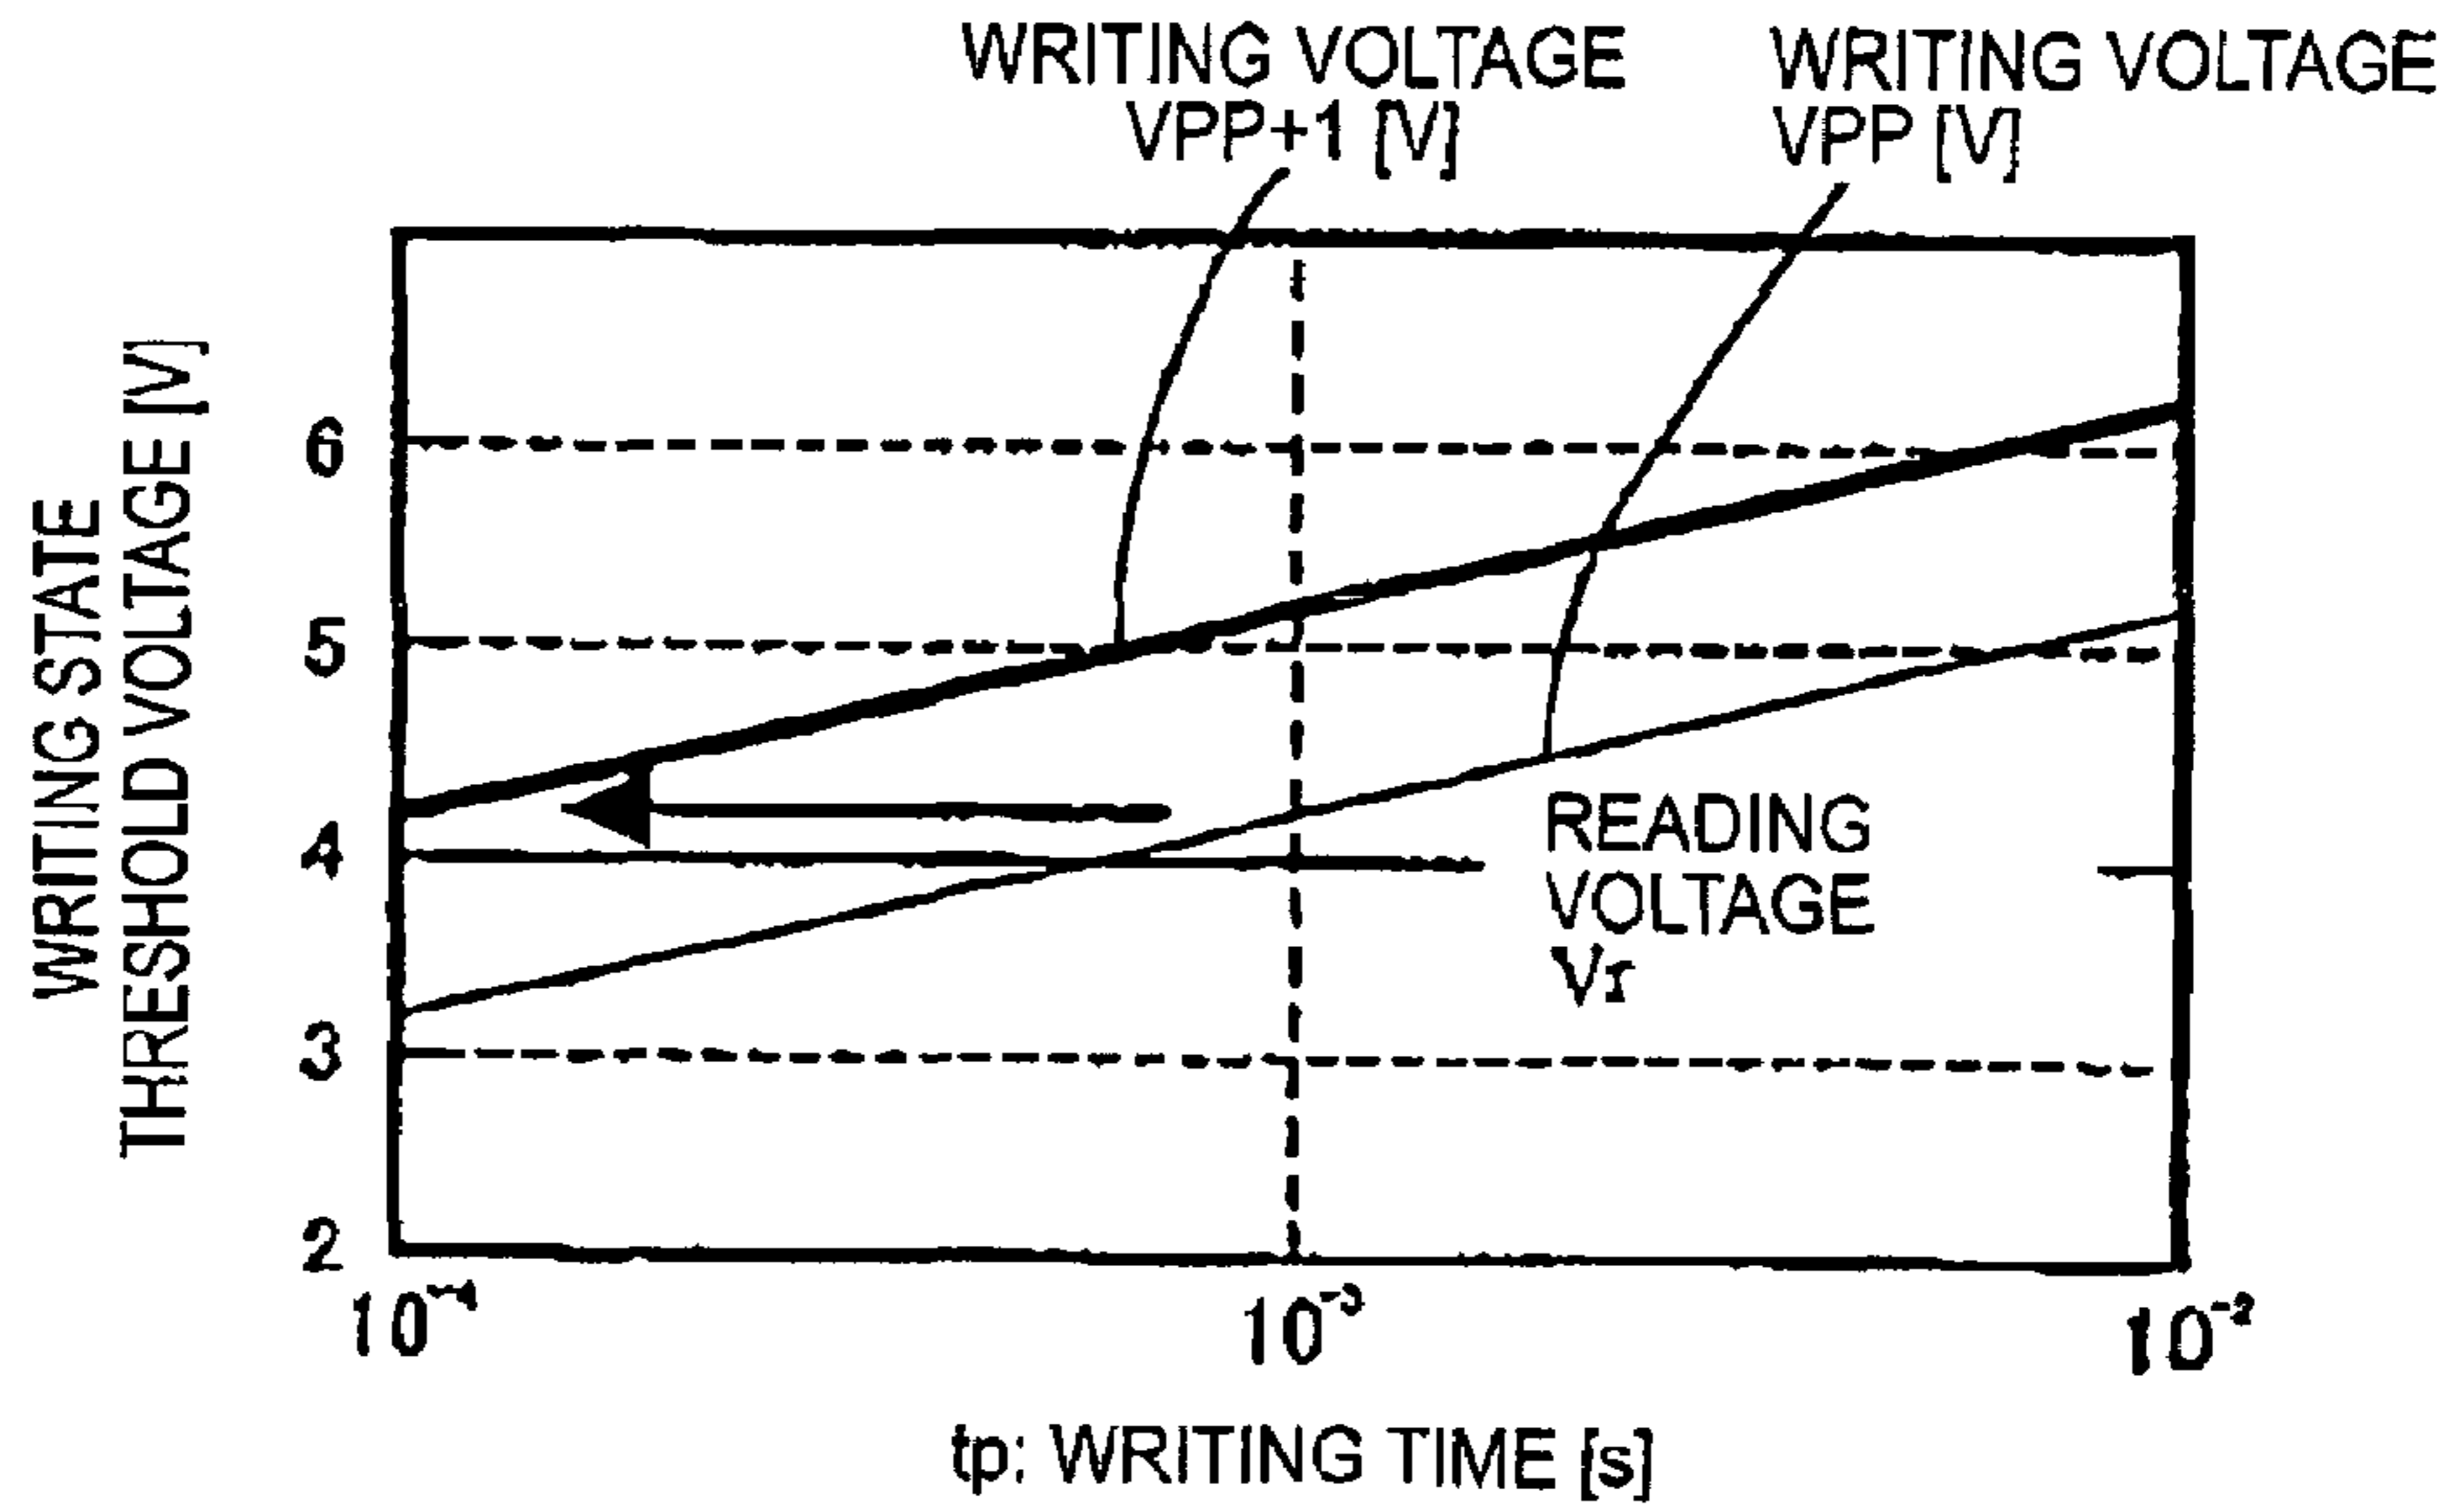 WRITING VOLTAGE
VPP+1 [V]
WRITING VOLTAGE
VPP [V]
WRITING STATE
THRESHOLD VOLTAGE [V]
6
5
4
3
2
READING
VOLTAGE
Vr
10⁻⁴
10⁻³
10⁻²
tp: WRITING TIME [s]